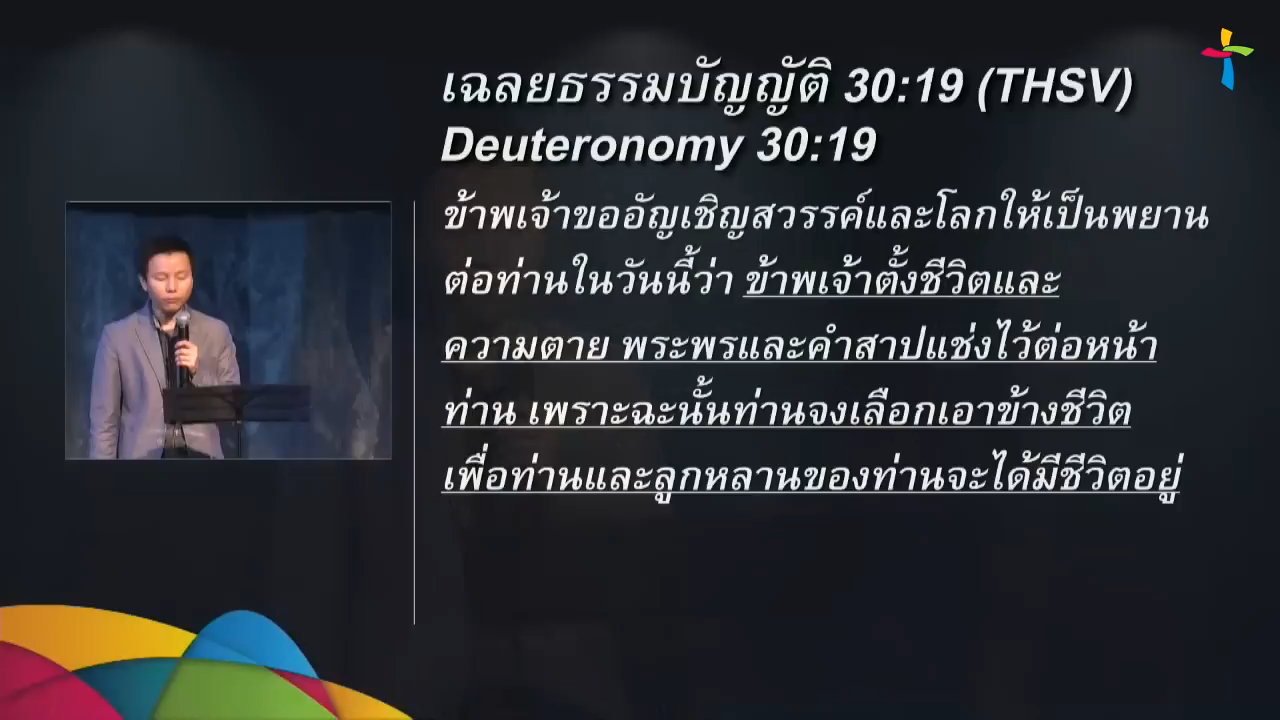 เฉลยธรรมบัญญัติ 30:19 (THSV)
Deuteronomy 30:19
ข้าพเจ้าขออัญเชิญสวรรค์และโลกให้เป็นพยาน
ต่อท่านในวันนี้ว่า ข้าพเจ้าตั้งชีวิตและ
ความตาย พระพรและคำสาปแช่งไว้ต่อหน้า
ท่าน เพราะฉะนั้นท่านจงเลือกเอาข้างชีวิต
เพื่อท่านและลูกหลานของท่านจะได้มีชีวิตอยู่